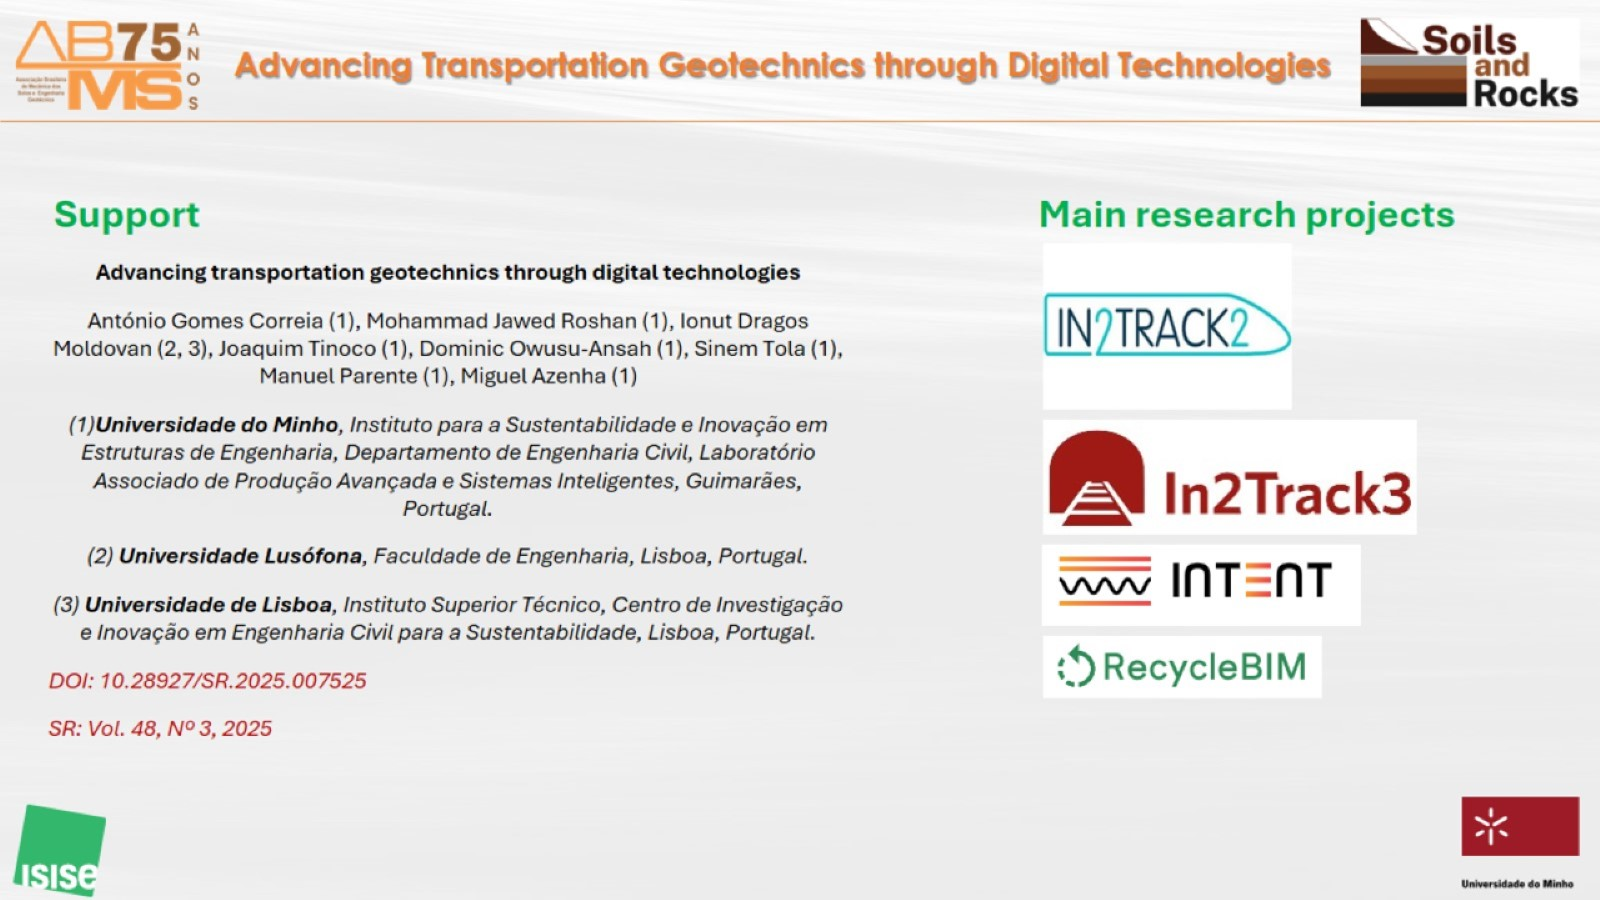 AB75
MS
ANOS
Advancing Transportation Geotechnics through Digital Technologies
Soils
and
Rocks
Support
Advancing transportation geotechnics through digital technologies
António Gomes Correia (1), Mohammad Jawed Roshan (1), Ionut Dragos
Moldovan (2, 3), Joaquim Tinoco (1), Dominic Owusu-Ansah (1), Sinem Tola (1),
Manuel Parente (1), Miguel Azenha (1)
(1)Universidade do Minho, Instituto para a Sustentabilidade e Inovação em
Estruturas de Engenharia, Departamento de Engenharia Civil, Laboratório
Associado de Produção Avançada e Sistemas Inteligentes, Guimarães,
Portugal.
(2) Universidade Lusófona, Faculdade de Engenharia, Lisboa, Portugal.
(3) Universidade de Lisboa, Instituto Superior Técnico, Centro de Investigação
e Inovação em Engenharia Civil para a Sustentabilidade, Lisboa, Portugal.
DOI: 10.28927/SR.2025.007525
SR: Vol. 48, Nº 3, 2025
Main research projects
IN2TRACK2
In2Track3
INTENT
RecycleBIM
ISISE
Universidade do Minho